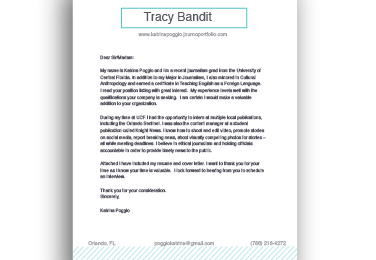 Tracy Bandit
www.katrinapoggio.journoportfolio.com
Dear Sir/Madam:
My name is Katrina Poggio and I'm a recent journalism grad from the University of
Central Florida. In addition to my Major in Journalism, I also minored in Cultural
Anthropology and earned a certificate in Teaching English as a Foreign Language.
I read your position listing with great interest. My experience levels well with the
qualifications your company is seeking. I am certain I would make a valuable
addition to your organization.
During my time at UCF I had the opportunity to intern at multiple local publications,
including the Orlando Sentinel. I was also the content manager at a student
publication called Knight News. I know how to shoot and edit video, promote stories
on social media, report breaking news, shoot visually compelling photos for stories –
all while meeting deadlines. I believe in ethical journalism and holding officials
accountable in order to provide timely news to the public.
Attached I have included my resume and cover letter. I want to thank you for your
time as I know your time is valuable. I look forward to hearing from you to schedule
an interview.
Thank you for your consideration.
Sincerely,
Katrina Poggio
Orlando, FL poggiokatrina@gmail.com (786) 216-4272